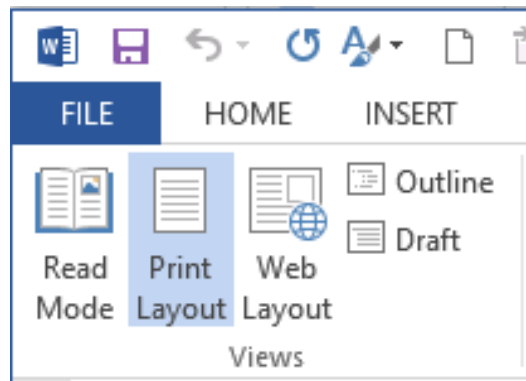 FILE HOME INSERT
Read Mode
Print Layout
Web Layout
Outline
Draft
Views